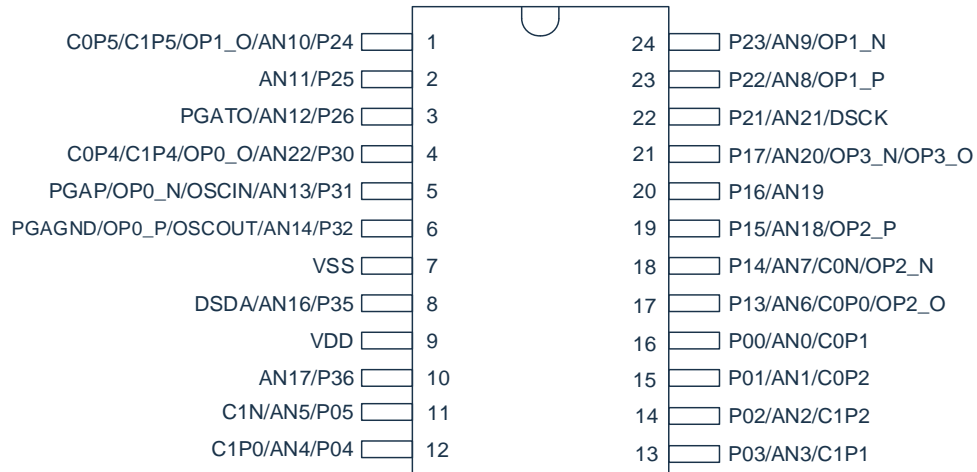 C0P5/C1P5/OP1_O/AN10/P24 1 24 P23/AN9/OP1_N
AN11/P25 2 23 P22/AN8/OP1_P
PGATO/AN12/P26 3 22 P21/AN21/DSCK
C0P4/C1P4/OP0_O/AN22/P30 4 21 P17/AN20/OP3_N/OP3_O
PGAP/OP0_N/OSCIN/AN13/P31 5 20 P16/AN19
PGAGND/OP0_P/OSCOUT/AN14/P32 6 19 P15/AN18/OP2_P
VSS 7 18 P14/AN7/C0N/OP2_N
DSDA/AN16/P35 8 17 P13/AN6/C0P0/OP2_O
VDD 9 16 P00/AN0/C0P1
AN17/P36 10 15 P01/AN1/C0P2
C1N/AN5/P05 11 14 P02/AN2/C1P2
C1P0/AN4/P04 12 13 P03/AN3/C1P1